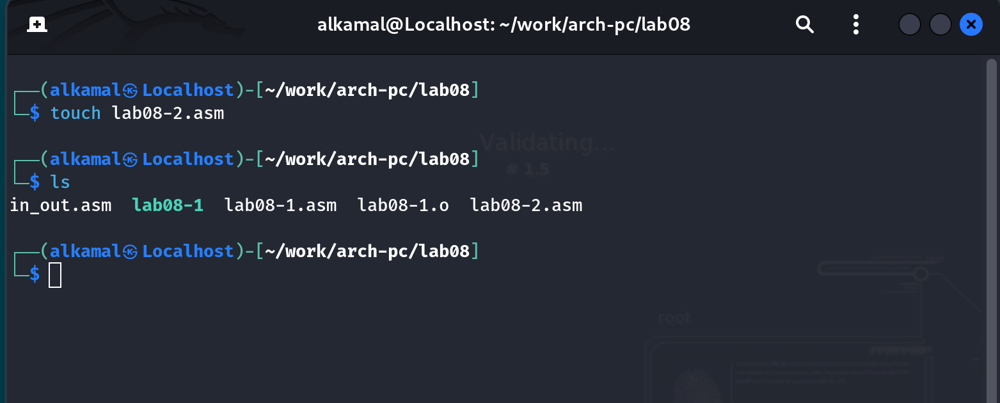 alkamal@Localhost: ~/work/arch-pc/lab08
┌──(alkamal㉿Localhost)-[~/work/arch-pc/lab08]
└─$ touch lab08-2.asm
Validating...
# 1.5
┌──(alkamal㉿Localhost)-[~/work/arch-pc/lab08]
└─$ ls
in_out.asm  lab08-1  lab08-1.asm  lab08-1.o  lab08-2.asm
┌──(alkamal㉿Localhost)-[~/work/arch-pc/lab08]
└─$
root